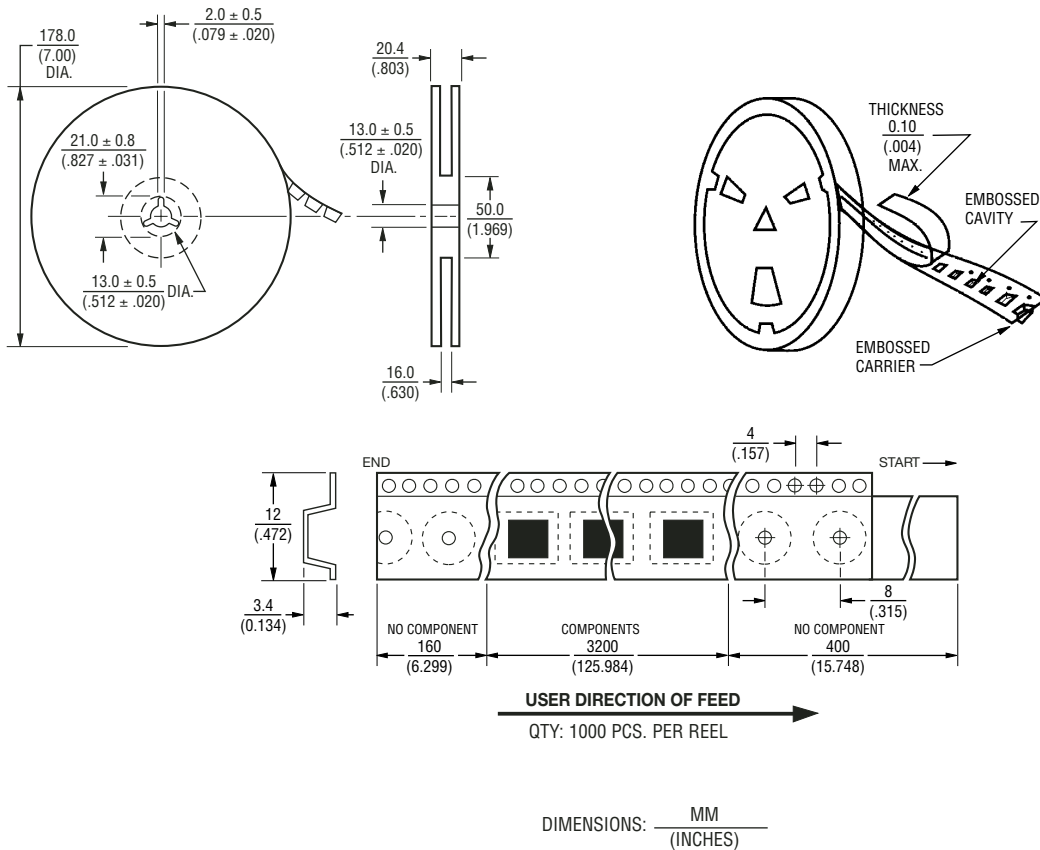 2.0 ± 0.5
(.079 ± .020)
178.0
(7.00)
DIA.
20.4
(.803)
21.0 ± 0.8
(.827 ± .031)
13.0 ± 0.5
(.512 ± .020)
DIA.
50.0
(1.969)
13.0 ± 0.5
(.512 ± .020)
DIA.
16.0
(.630)
THICKNESS
0.10
(.004)
MAX.
EMBOSSED
CAVITY
EMBOSSED
CARRIER
END
4
(.157)
START
12
(.472)
3.4
(0.134)
8
(.315)
NO COMPONENT
160
(6.299)
COMPONENTS
3200
(125.984)
NO COMPONENT
400
(15.748)
USER DIRECTION OF FEED
QTY: 1000 PCS. PER REEL
DIMENSIONS: MM
(INCHES)